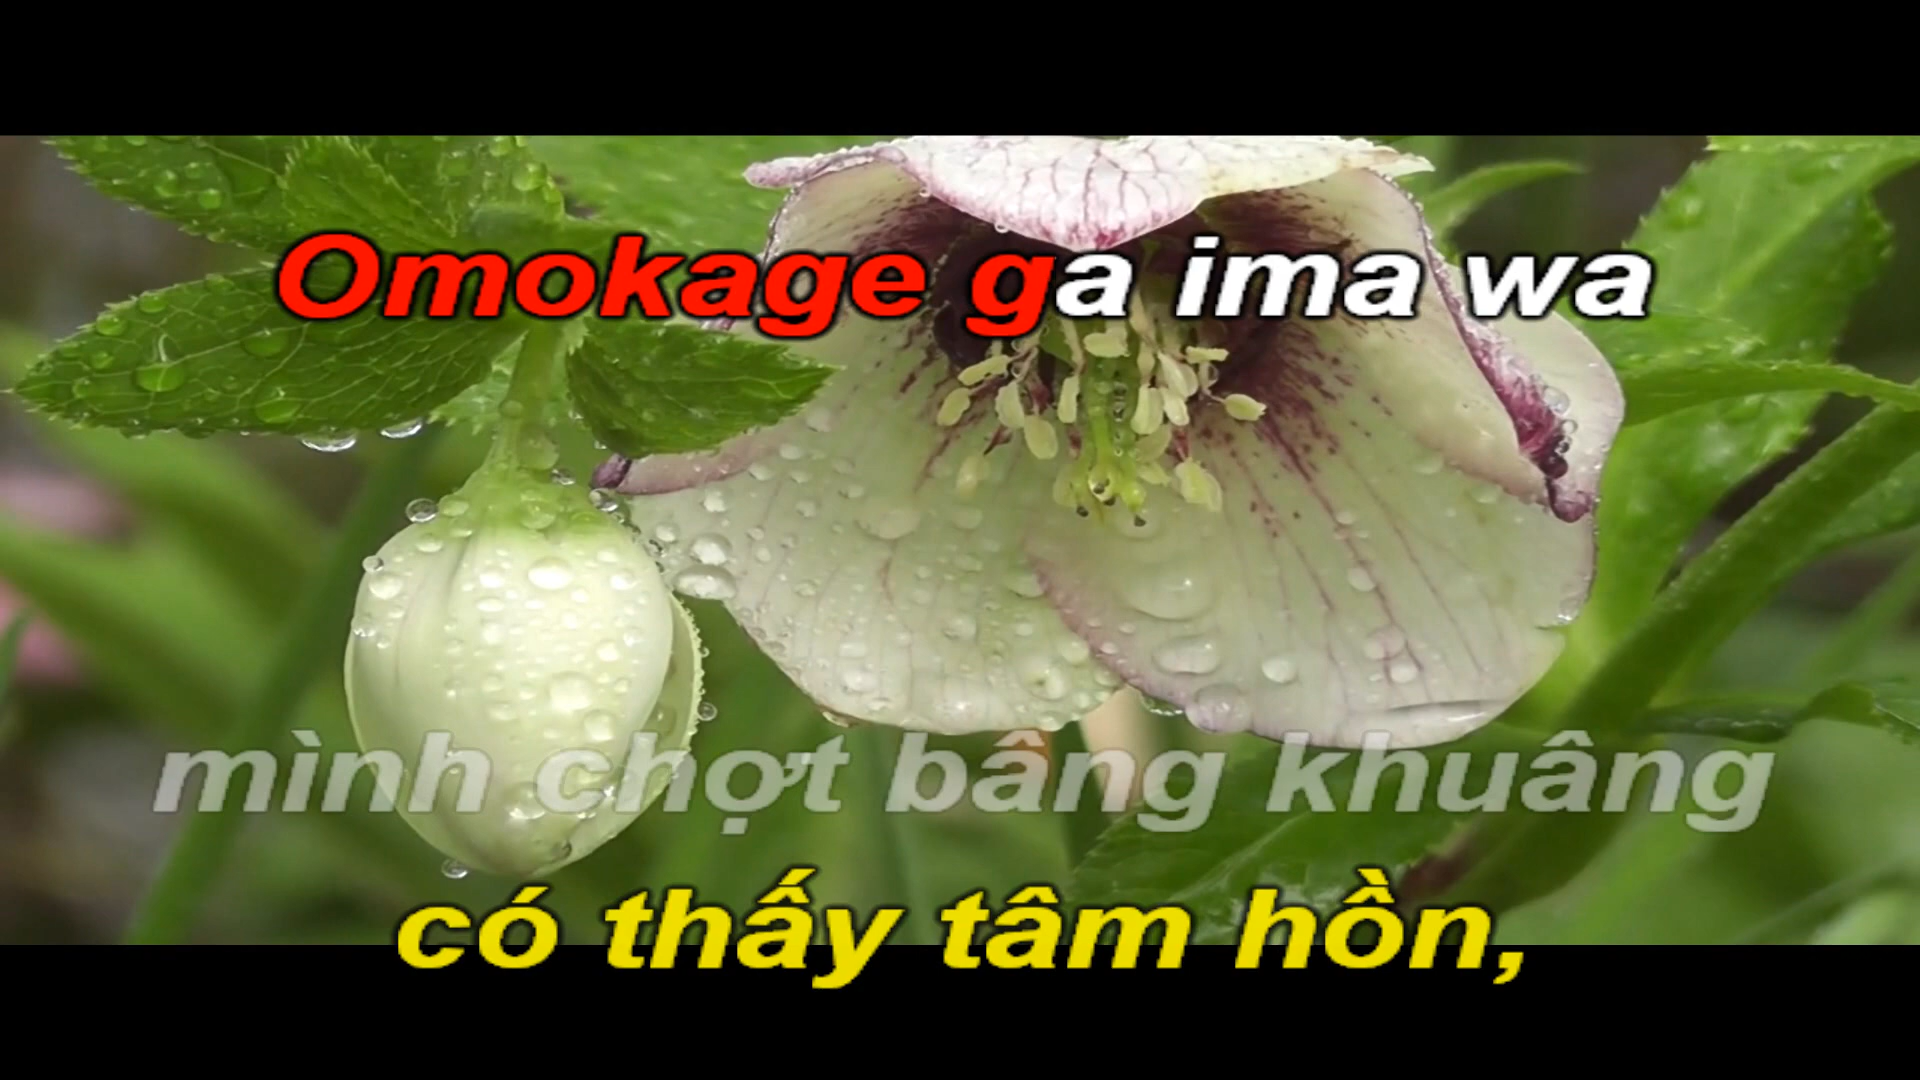 Omokage ga ima wa
mình chợt bâng khuâng
có thấy tâm hồn,